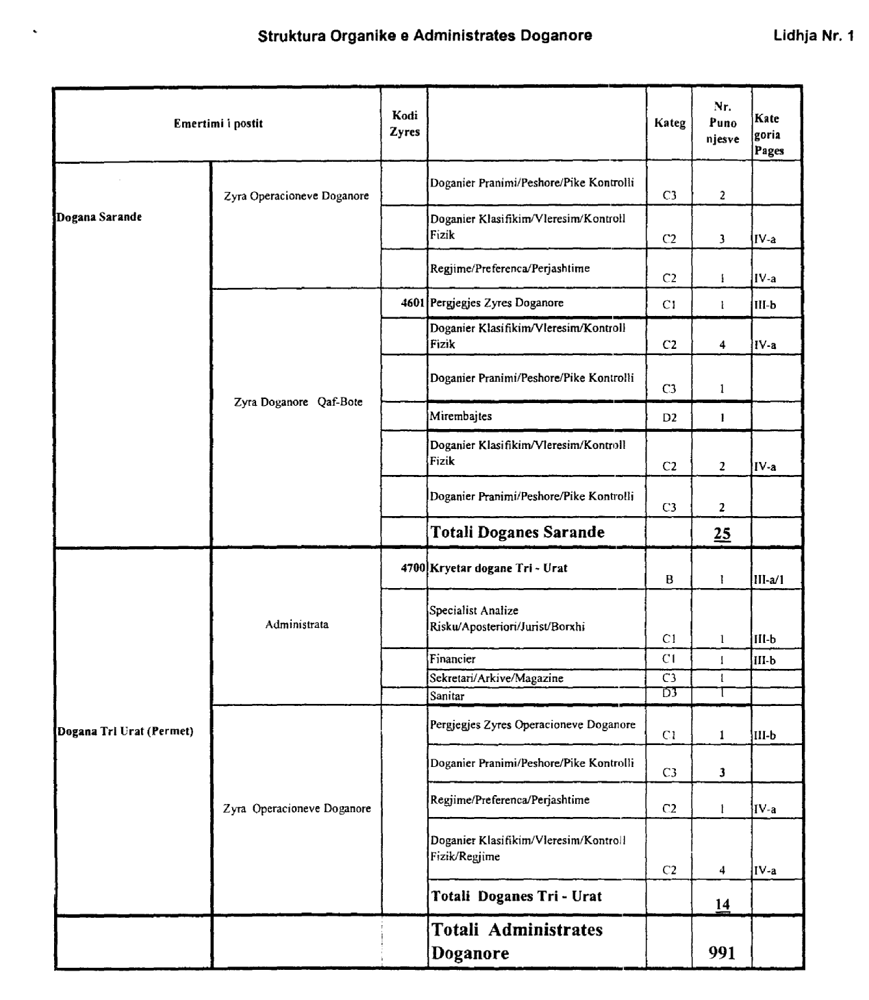 Struktura Organike e Administrates Doganore Lidhja Nr. 1
Emertimi i postit Kodi Zyres Kateg Nr. Puno njesve Kate goria Pages
Dogana Sarande
Zyra Operacioneve Doganore
Doganier Pranimi/Peshore/Pike Kontrolli C3 2
Doganier Klasifikim/Vleresim/Kontroll
Fizik C2 3 IV-a
Regjime/Preferenca/Perjashtime C2 1 IV-a
Zyra Doganore Qaf-Bote
4601 Pergjegjes Zyres Doganore C1 1 III-b
Doganier Klasifikim/Vleresim/Kontroll
Fizik C2 4 IV-a
Doganier Pranimi/Peshore/Pike Kontrolli C3 1
Mirembajtes D2 1
Doganier Klasifikim/Vleresim/Kontroll
Fizik C2 2 IV-a
Doganier Pranimi/Peshore/Pike Kontrolli C3 2
Totali Doganes Sarande 25
Dogana Tri Urat (Permet)
Administrata
4700 Kryetar dogane Tri - Urat B 1 III-a/1
Specialist Analize
Risku/Aposteriori/Jurist/Borxhi C1 1 III-b
Financier C1 1 III-b
Sekretari/Arkive/Magazine C3 1
Sanitar D3 1
Zyra Operacioneve Doganore
Pergjegjes Zyres Operacioneve Doganore C1 1 III-b
Doganier Pranimi/Peshore/Pike Kontrolli C3 3
Regjime/Preferenca/Perjashtime C2 1 IV-a
Doganier Klasifikim/Vleresim/Kontroll
Fizik/Regjime C2 4 IV-a
Totali Doganes Tri - Urat 14
Totali Administrates
Doganore 991